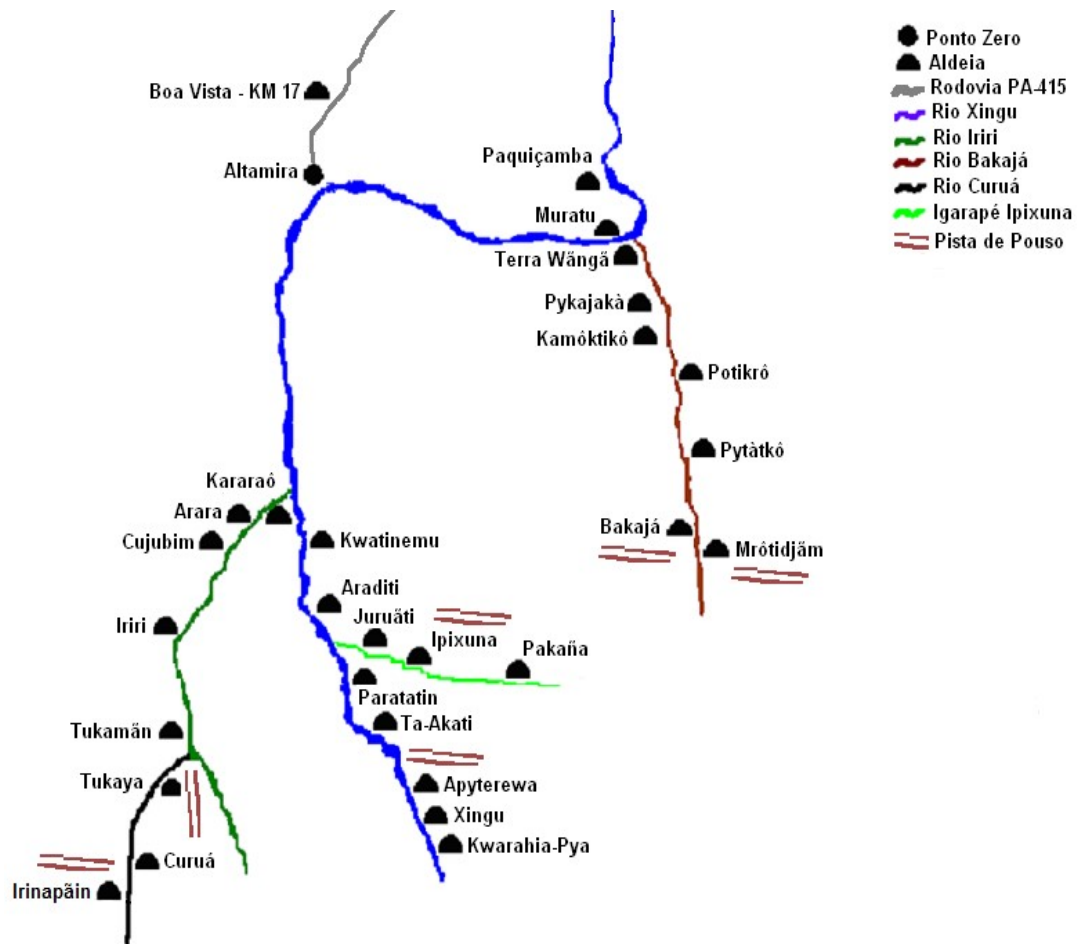 Ponto Zero
Aldeia
Rodovia PA-415
Rio Xingu
Rio Iriri
Rio Bakajá
Rio Curuá
Igarapé Ipixuna
Pista de Pouso
Boa Vista - KM 17
Altamira
Paquiçamba
Muratu
Terra Wãngã
Pykajakà
Kamôktikô
Potikrô
Pytàtkô
Bakajá
Mrôtidjãm
Kararaô
Arara
Cujubim
Kwatinemu
Araditi
Juruãti
Ipixuna
Pakaña
Iriri
Paratatin
Ta-Akati
Tukamãn
Tukaya
Apyterewa
Xingu
Kwarahia-Pya
Curuá
Irinapãin